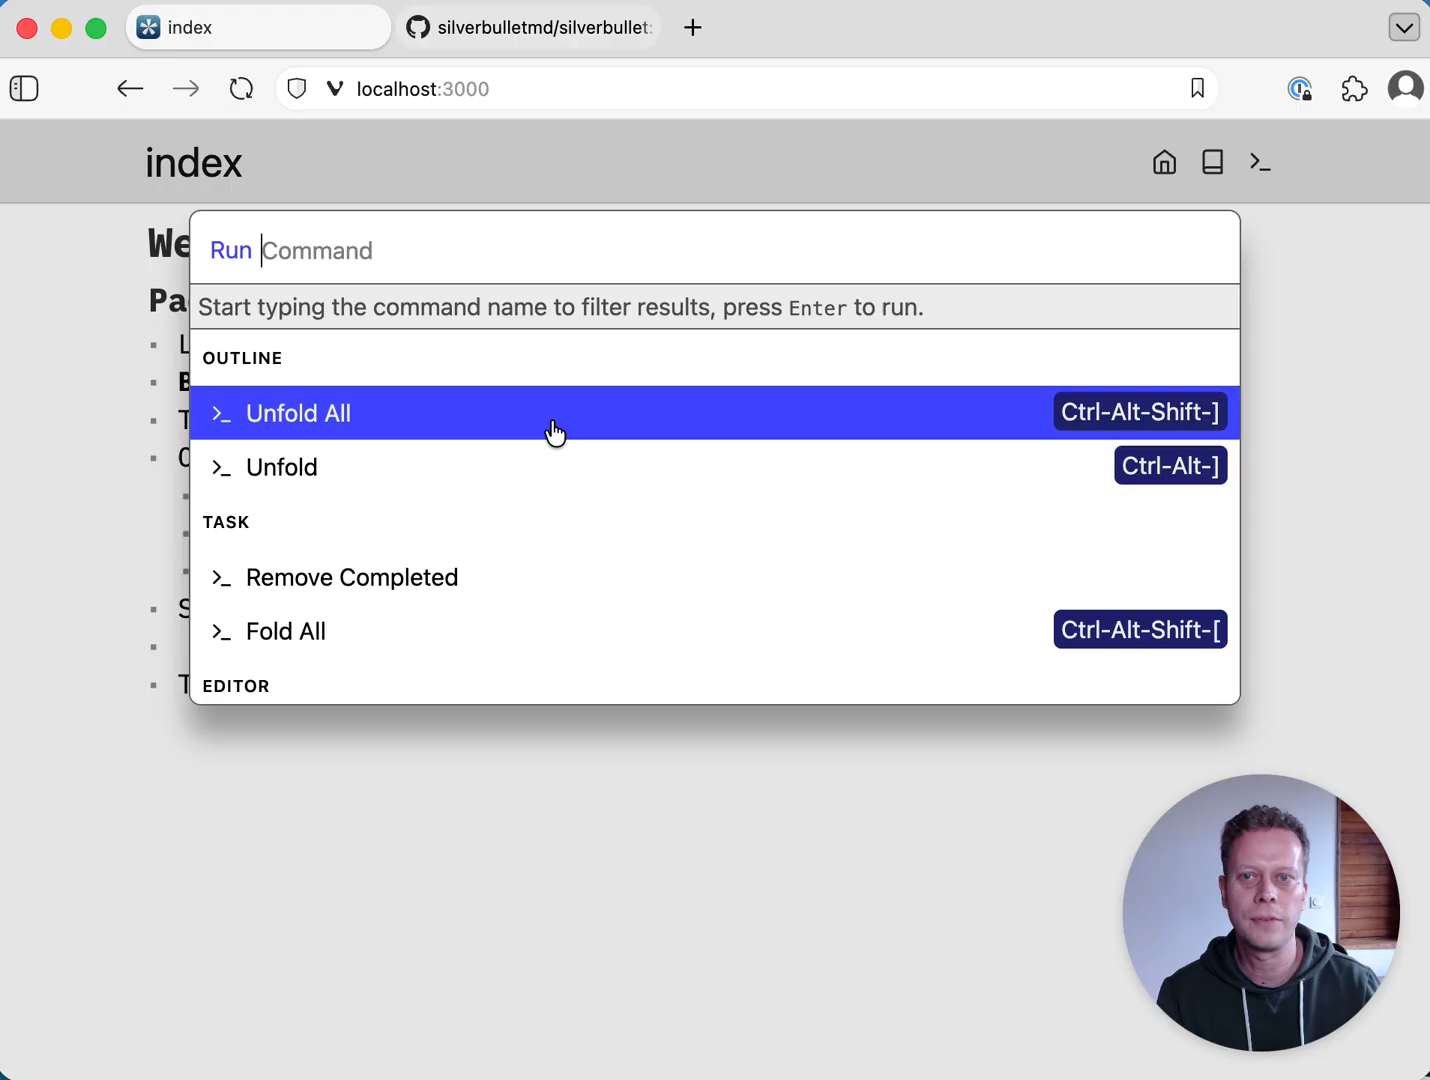 index
silverbulletmd/silverbullet:
localhost:3000
index
We
Run Command
Pa
Start typing the command name to filter results, press Enter to run.
L
OUTLINE
B
T
>_ Unfold All Ctrl-Alt-Shift-]
>_ Unfold Ctrl-Alt-]
TASK
>_ Remove Completed
S
>_ Fold All Ctrl-Alt-Shift-[
T
EDITOR